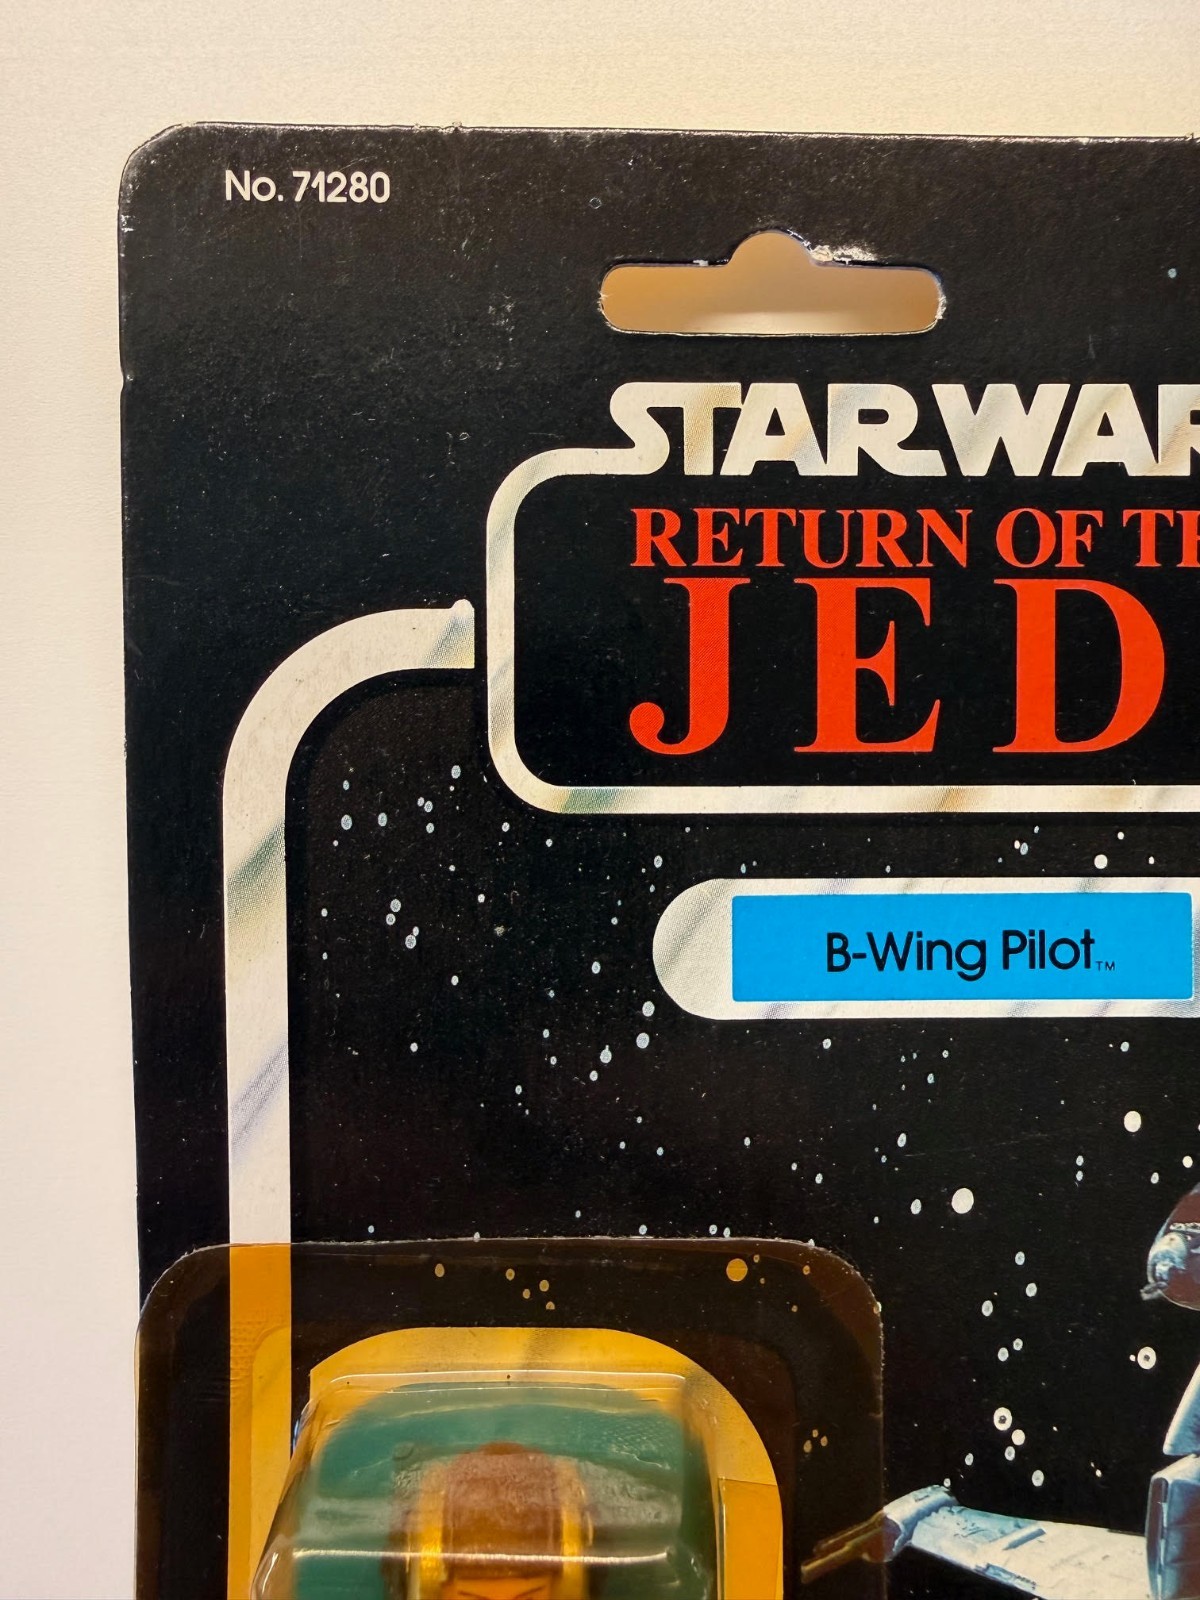 No. 71280
STAR WAR
RETURN OF TH
JED
B-Wing Pilot™